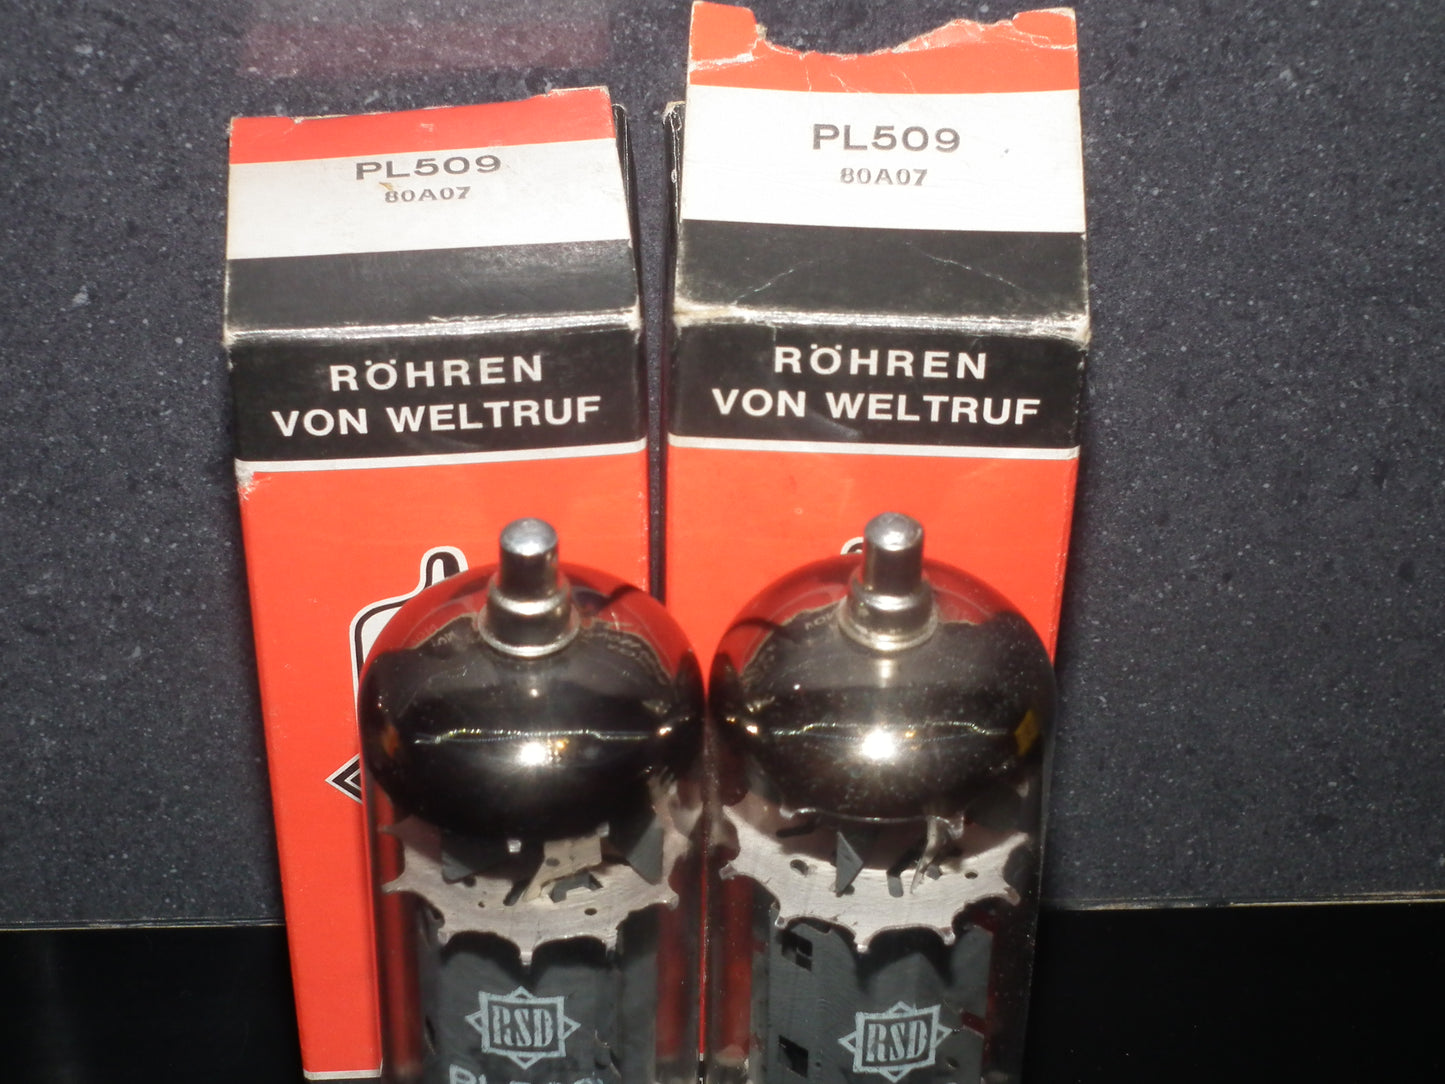 PL509
80A07
RÖHREN
VON WELTRUF
PL509
80A07
RÖHREN
VON WELTRUF
RSD
RSD